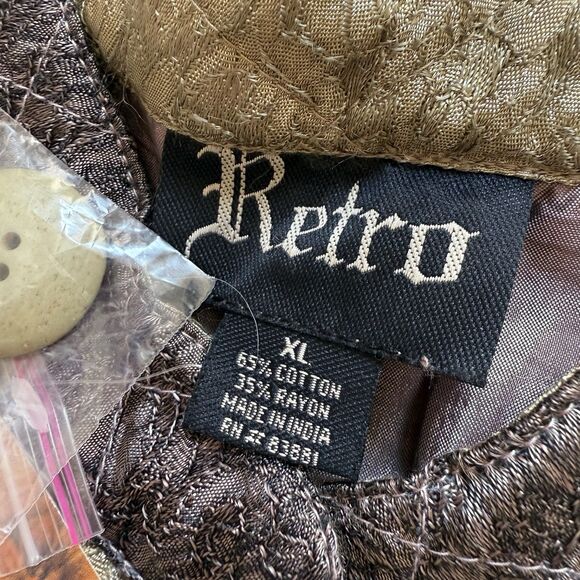 Retro
XL
65% COTTON
35% RAYON
MADE IN INDIA
RN # 83881